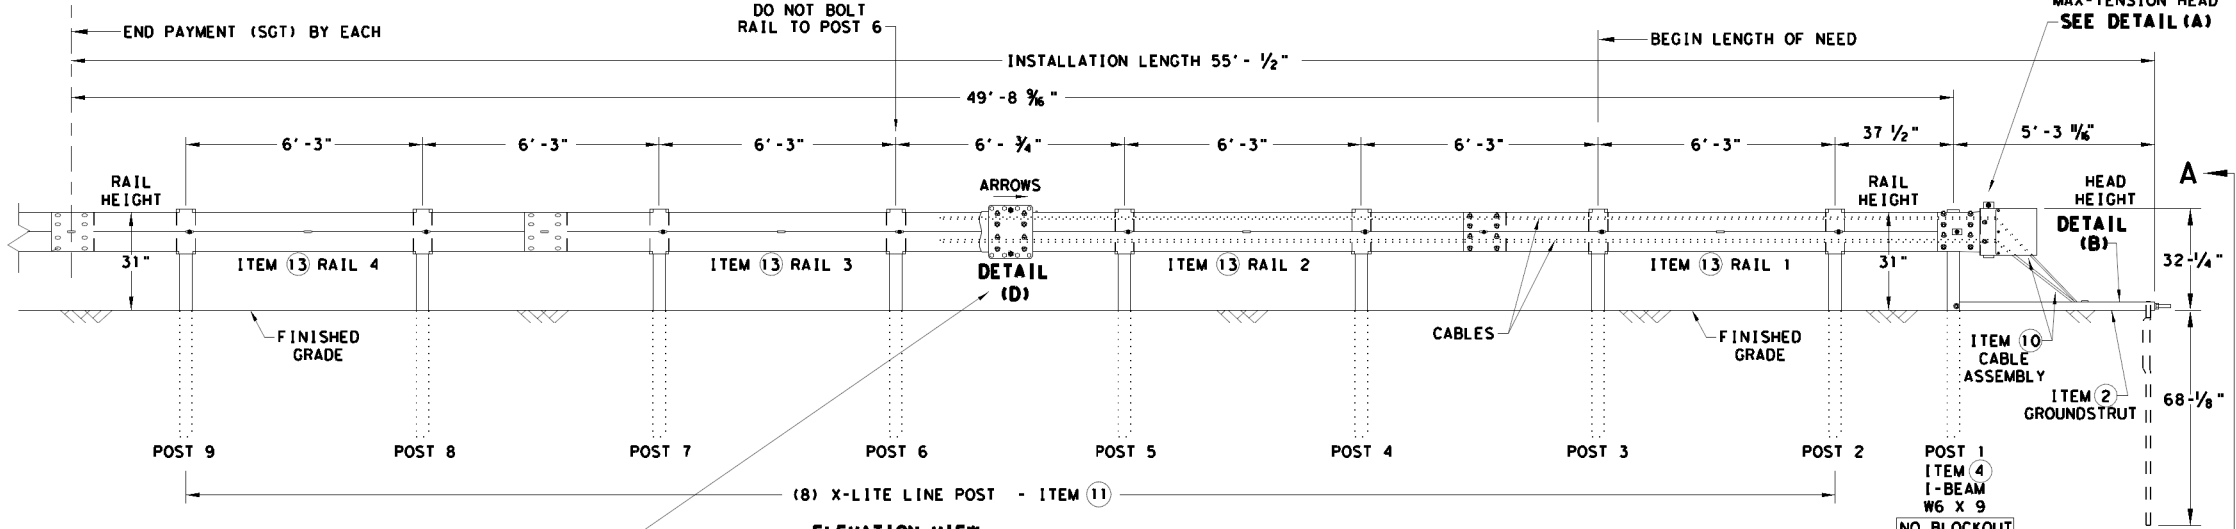 DO NOT BOLT
RAIL TO POST 6
MAX-TENSION HEAD
SEE DETAIL (A)
END PAYMENT (SGT) BY EACH
BEGIN LENGTH OF NEED
INSTALLATION LENGTH 55'- 1/2"
49'-8 9/16"
6'-3"
6'-3"
6'-3"
6'- 3/4"
6'-3"
6'-3"
6'-3"
37 1/2"
5'-3 11/16"
RAIL
HEIGHT
ARROWS
RAIL
HEIGHT
HEAD
HEIGHT
A
DETAIL
(B)
31"
ITEM 13 RAIL 4
ITEM 13 RAIL 3
DETAIL
(D)
ITEM 13 RAIL 2
ITEM 13 RAIL 1
31"
32-1/4"
FINISHED
GRADE
CABLES
FINISHED
GRADE
ITEM 10
CABLE
ASSEMBLY
ITEM 2
GROUNDSTRUT
68-1/8"
POST 9
POST 8
POST 7
POST 6
POST 5
POST 4
POST 3
POST 2
POST 1
ITEM 4
I-BEAM
W6 X 9
NO BLOCKOUT
(8) X-LITE LINE POST - ITEM 11
ELEVATION VIEW